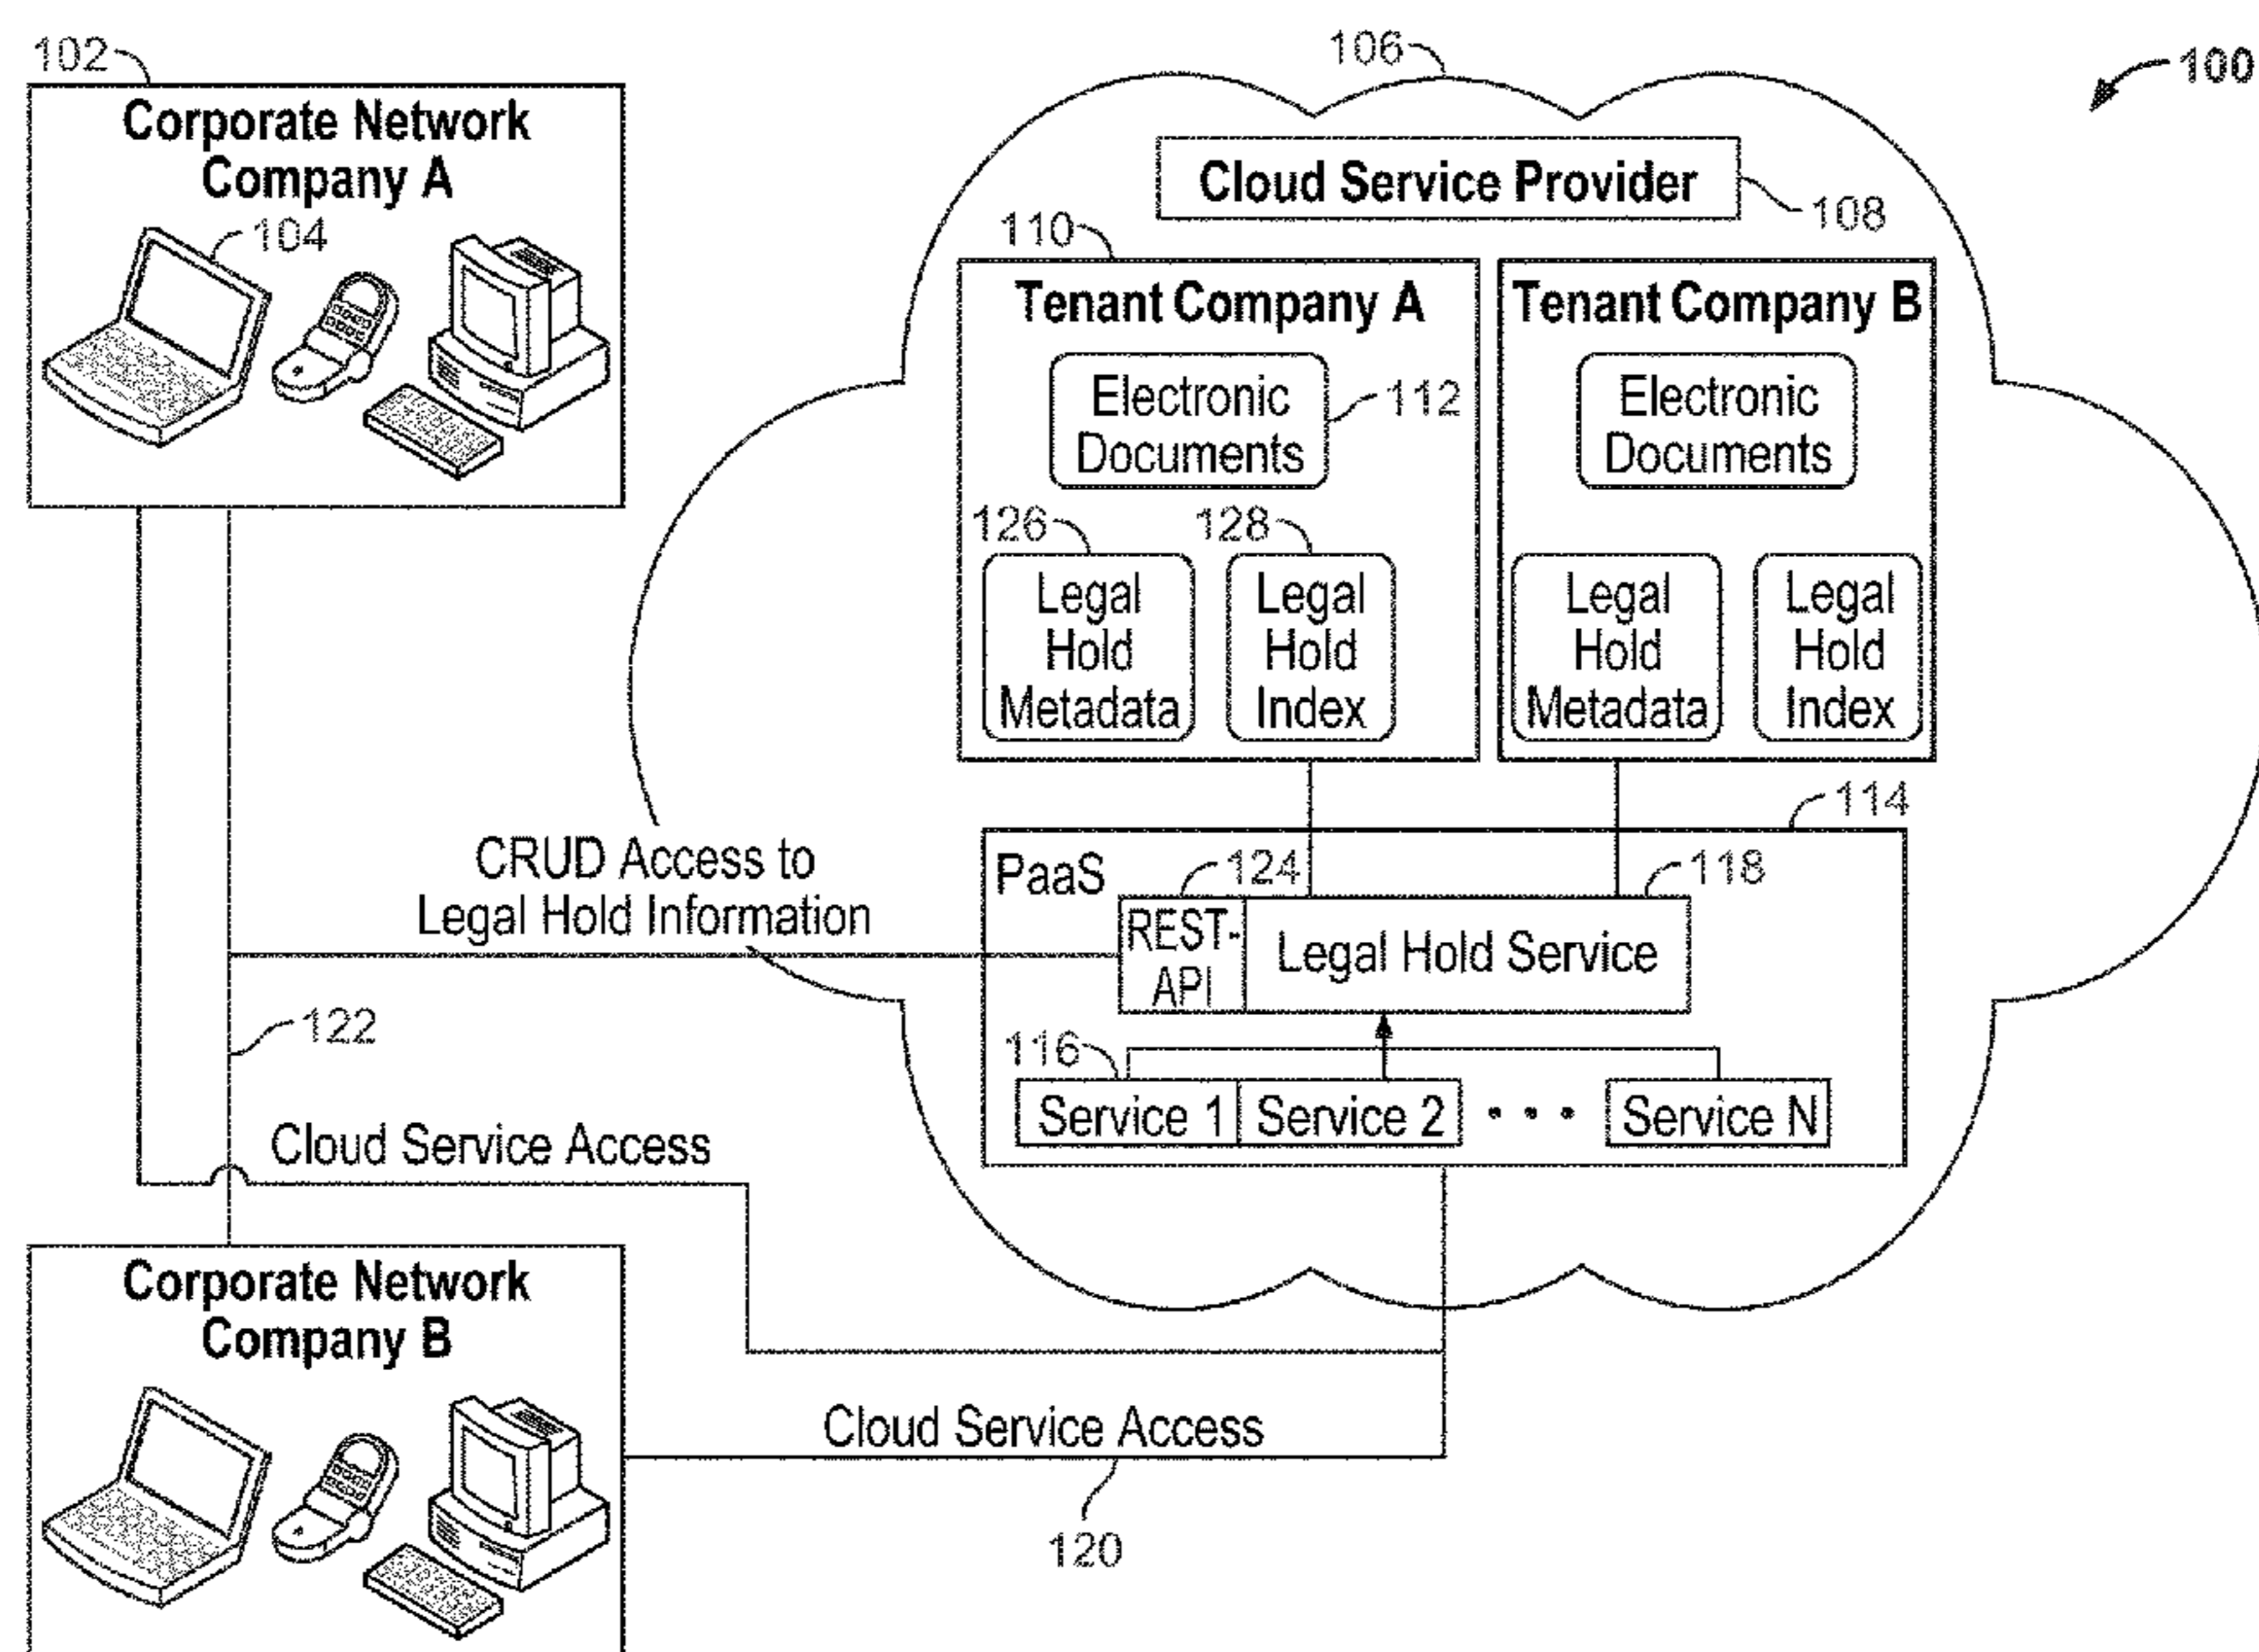 102
Corporate Network
Company A
104
106
100
Cloud Service Provider
108
110
Tenant Company A
Electronic
Documents
112
126
Legal
Hold
Metadata
128
Legal
Hold
Index
Tenant Company B
Electronic
Documents
Legal
Hold
Metadata
Legal
Hold
Index
CRUD Access to
Legal Hold Information
114
PaaS
124
REST-
API
118
Legal Hold Service
116
Service 1
Service 2
• • •
Service N
122
Cloud Service Access
Corporate Network
Company B
Cloud Service Access
120